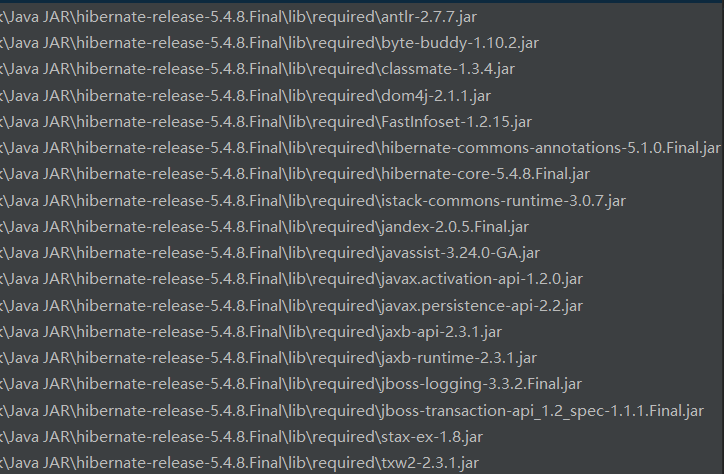 \Java JAR\hibernate-release-5.4.8.Final\lib\required\antlr-2.7.7.jar
\Java JAR\hibernate-release-5.4.8.Final\lib\required\byte-buddy-1.10.2.jar
\Java JAR\hibernate-release-5.4.8.Final\lib\required\classmate-1.3.4.jar
\Java JAR\hibernate-release-5.4.8.Final\lib\required\dom4j-2.1.1.jar
\Java JAR\hibernate-release-5.4.8.Final\lib\required\FastInfoset-1.2.15.jar
\Java JAR\hibernate-release-5.4.8.Final\lib\required\hibernate-commons-annotations-5.1.0.Final.jar
\Java JAR\hibernate-release-5.4.8.Final\lib\required\hibernate-core-5.4.8.Final.jar
\Java JAR\hibernate-release-5.4.8.Final\lib\required\istack-commons-runtime-3.0.7.jar
\Java JAR\hibernate-release-5.4.8.Final\lib\required\jandex-2.0.5.Final.jar
\Java JAR\hibernate-release-5.4.8.Final\lib\required\javassist-3.24.0-GA.jar
\Java JAR\hibernate-release-5.4.8.Final\lib\required\javax.activation-api-1.2.0.jar
\Java JAR\hibernate-release-5.4.8.Final\lib\required\javax.persistence-api-2.2.jar
\Java JAR\hibernate-release-5.4.8.Final\lib\required\jaxb-api-2.3.1.jar
\Java JAR\hibernate-release-5.4.8.Final\lib\required\jaxb-runtime-2.3.1.jar
\Java JAR\hibernate-release-5.4.8.Final\lib\required\jboss-logging-3.3.2.Final.jar
\Java JAR\hibernate-release-5.4.8.Final\lib\required\jboss-transaction-api_1.2_spec-1.1.1.Final.jar
\Java JAR\hibernate-release-5.4.8.Final\lib\required\stax-ex-1.8.jar
\Java JAR\hibernate-release-5.4.8.Final\lib\required\txw2-2.3.1.jar